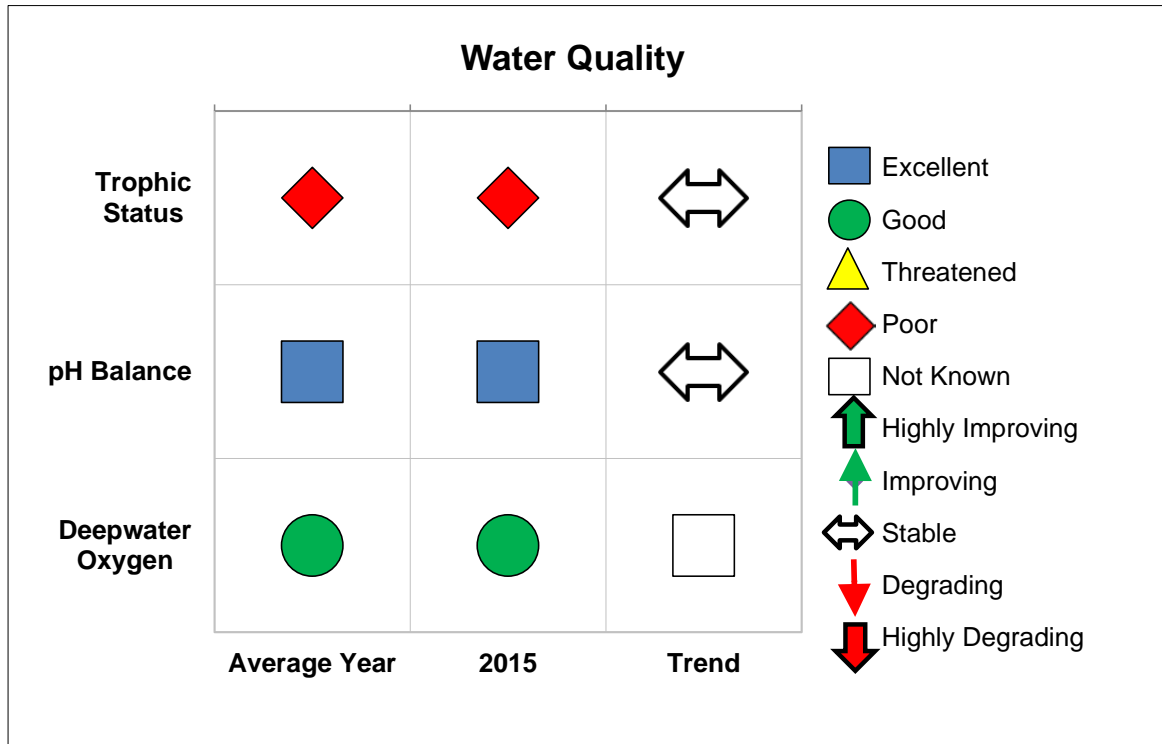 Water Quality
Trophic
Status
pH Balance
Deepwater
Oxygen
Average Year
2015
Trend
Excellent
Good
Threatened
Poor
Not Known
Highly Improving
Improving
Stable
Degrading
Highly Degrading